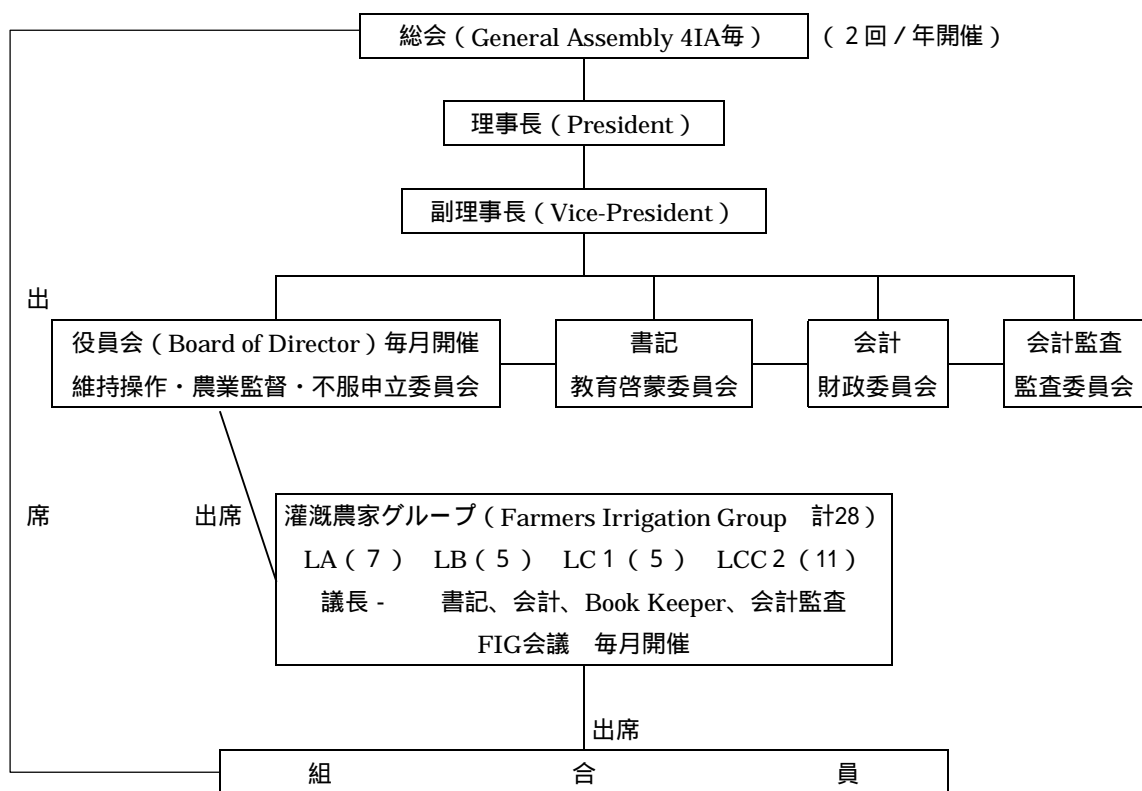 総会（General Assembly 4IA毎）　（２回／年開催）
理事長（President）
副理事長（Vice-President）
出
役員会（Board of Director）毎月開催
維持操作・農業監督・不服申立委員会
書記
教育啓蒙委員会
会計
財政委員会
会計監査
監査委員会
席
出席
灌漑農家グループ（Farmers Irrigation Group　計28）
LA（７）　LB（５）　LC１（５）　LCC２（11）
議長 -　書記、会計、Book Keeper、会計監査
FIG会議　毎月開催
出席
組　合　員